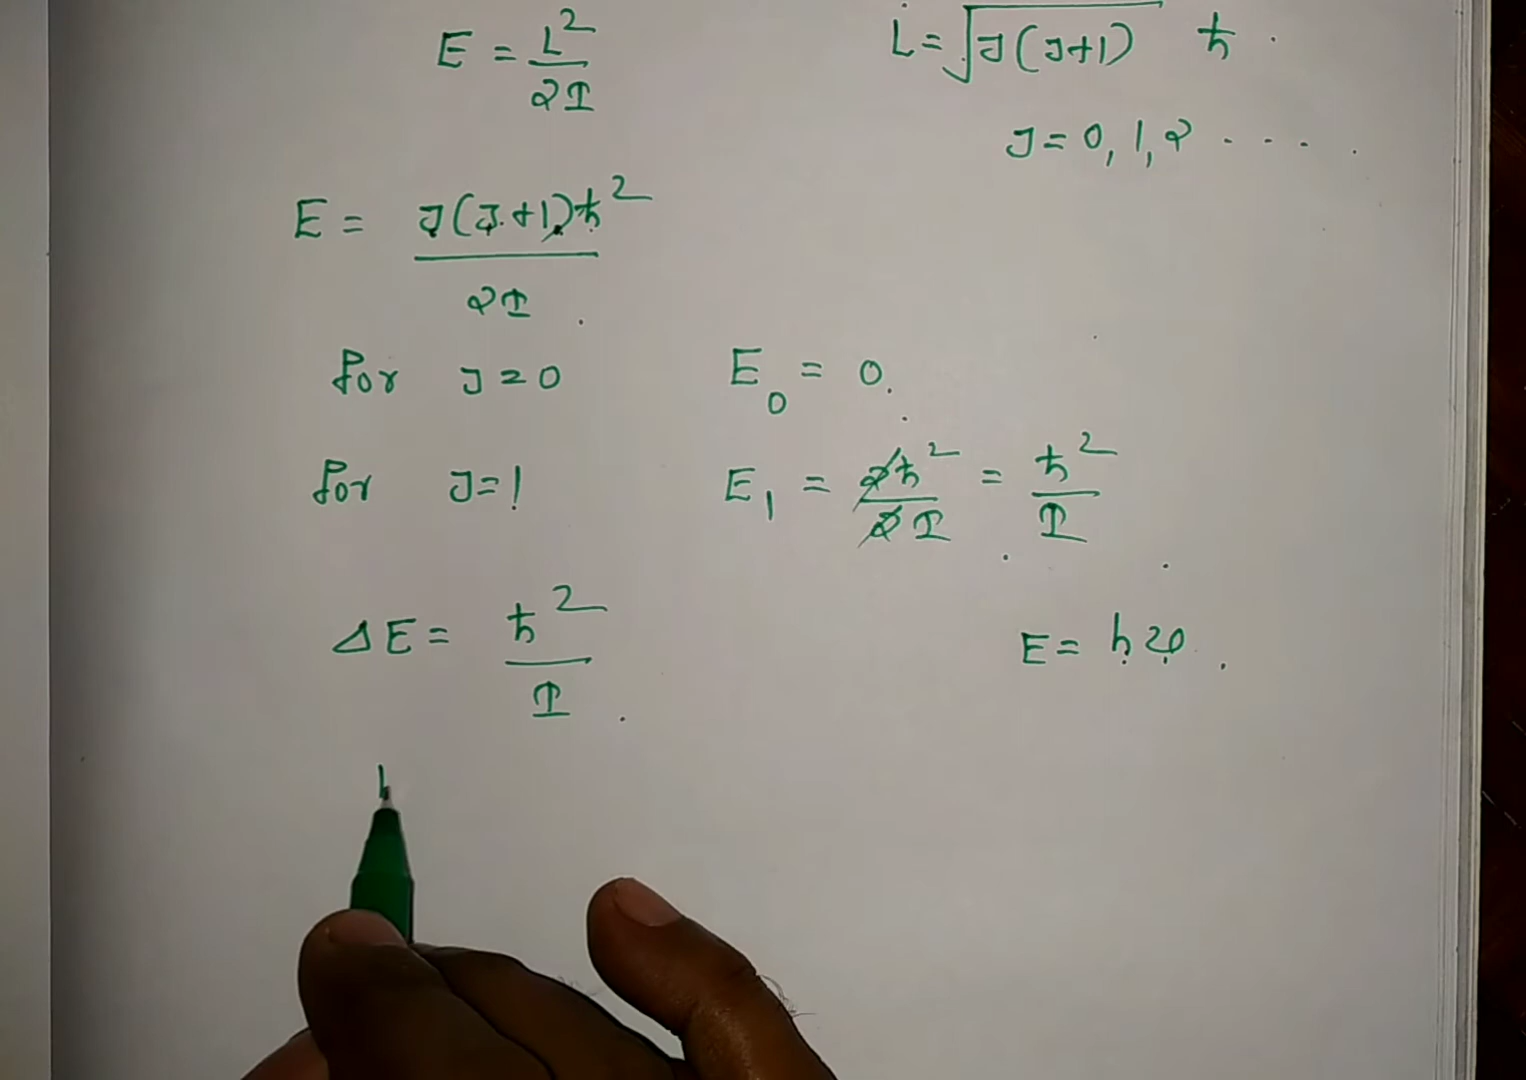 E = L²/2I L = √J(J+1) ħ
J = 0, 1, 2 ....
E = J(J+1)ħ²/2I
for J = 0 E₀ = 0.
for J = 1 E₁ = 2ħ²/2I = ħ²/I
ΔE = ħ²/I E = hν
h